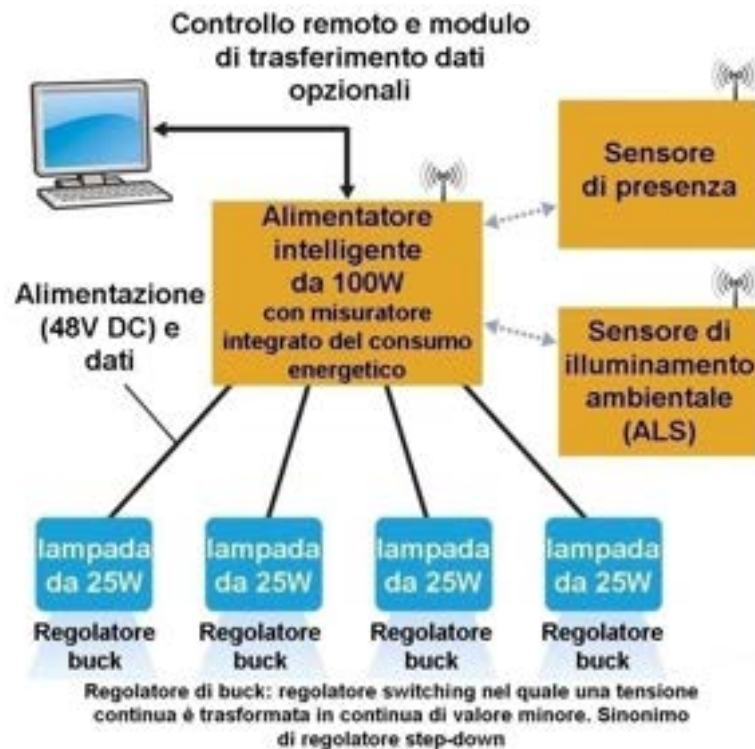 Controllo remoto e modulo
di trasferimento dati
opzionali
Sensore
di presenza
Alimentatore
intelligente
da 100W
con misuratore
integrato del consumo
energetico
Alimentazione
(48V DC) e
dati
Sensore di
illuminamento
ambientale
(ALS)
lampada
da 25W
lampada
da 25W
lampada
da 25W
lampada
da 25W
Regolatore
buck
Regolatore
buck
Regolatore
buck
Regolatore
buck
Regolatore di buck: regolatore switching nel quale una tensione
continua è trasformata in continua di valore minore. Sinonimo
di regolatore step-down